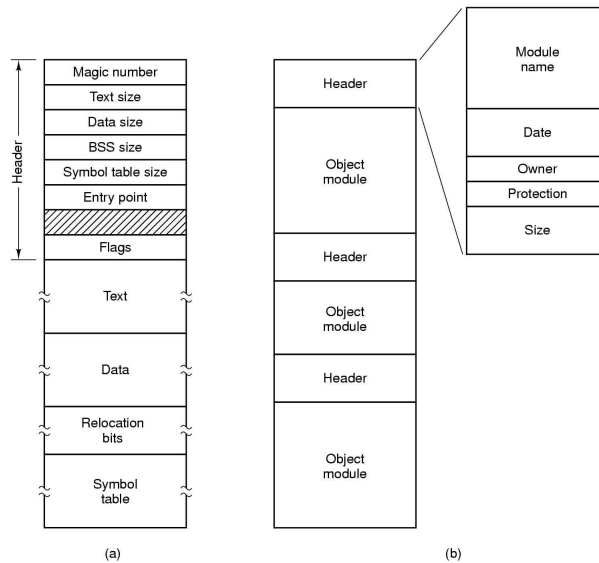 Header
Magic number
Text size
Data size
BSS size
Symbol table size
Entry point
Flags
Text
Data
Relocation
bits
Symbol
table
(a)
Header
Object
module
Header
Object
module
Header
Object
module
Module
name
Date
Owner
Protection
Size
(b)